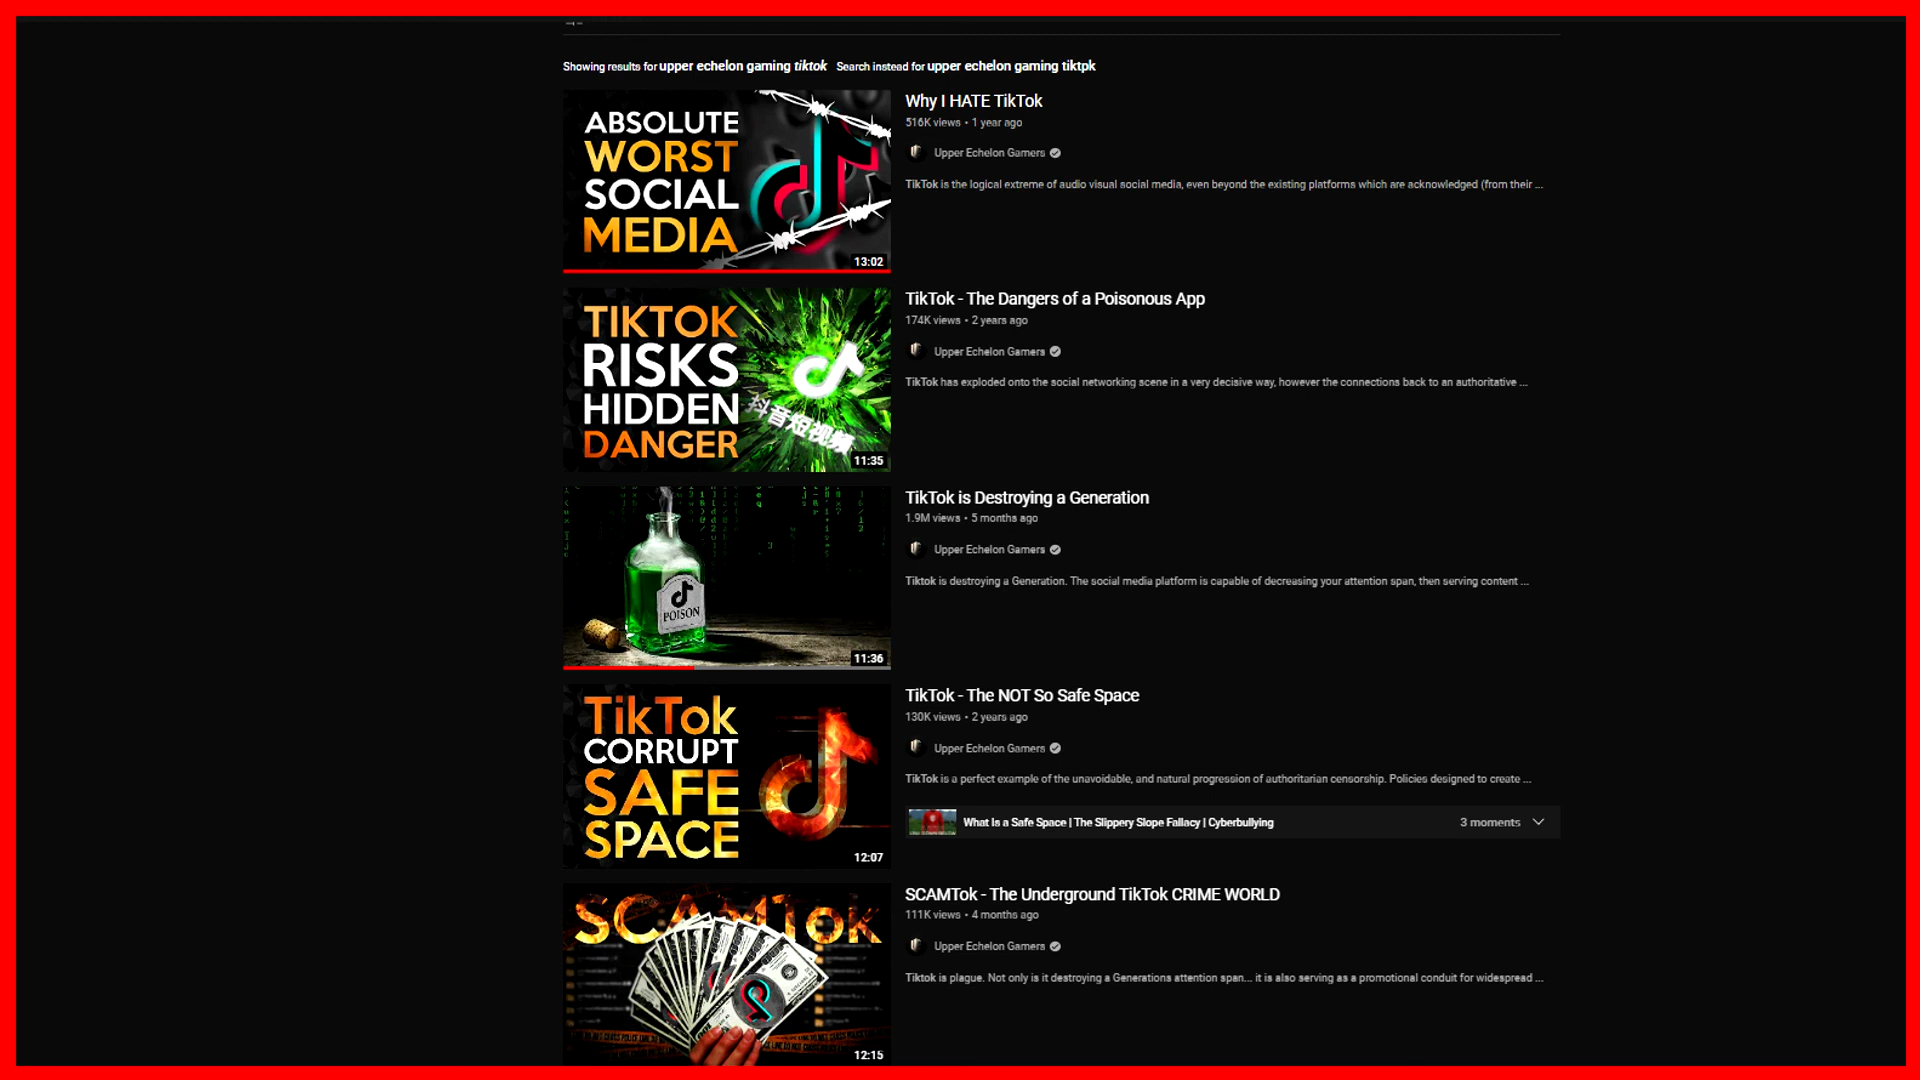 Showing results for upper echelon gaming tiktok Search instead for upper echelon gaming tiktpk
ABSOLUTE
WORST
SOCIAL
MEDIA
13:02
Why I HATE TikTok
516K views • 1 year ago
Upper Echelon Gamers
TikTok is the logical extreme of audio visual social media, even beyond the existing platforms which are acknowledged (from their ...
TIKTOK
RISKS
HIDDEN
DANGER
抖音短视频
11:35
TikTok - The Dangers of a Poisonous App
174K views • 2 years ago
Upper Echelon Gamers
TikTok has exploded onto the social networking scene in a very decisive way, however the connections back to an authoritative ...
POISON
11:36
TikTok is Destroying a Generation
1.9M views • 5 months ago
Upper Echelon Gamers
Tiktok is destroying a Generation. The social media platform is capable of decreasing your attention span, then serving content ...
TikTok
CORRUPT
SAFE
SPACE
12:07
TikTok - The NOT So Safe Space
130K views • 2 years ago
Upper Echelon Gamers
TikTok is a perfect example of the unavoidable, and natural progression of authoritarian censorship. Policies designed to create ...
What Is a Safe Space | The Slippery Slope Fallacy | Cyberbullying
3 moments
SCAMTok
12:15
SCAMTok - The Underground TikTok CRIME WORLD
111K views • 4 months ago
Upper Echelon Gamers
Tiktok is plague. Not only is it destroying a Generations attention span... it is also serving as a promotional conduit for widespread ...